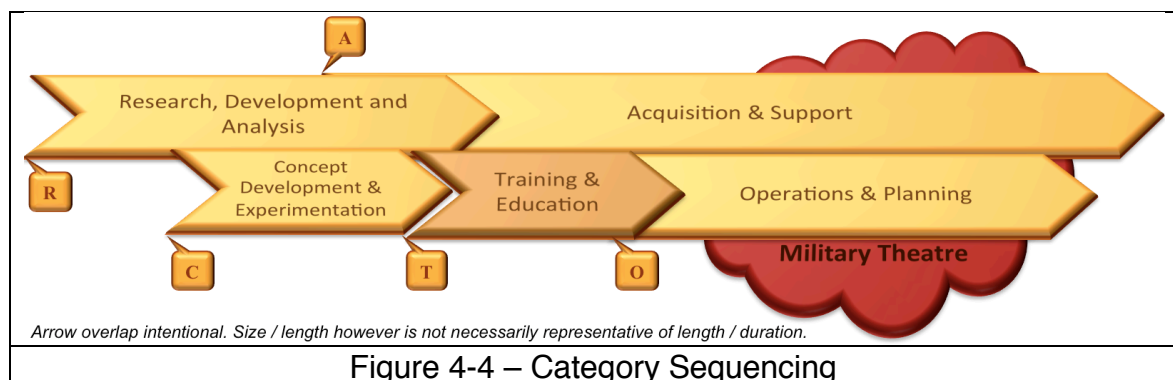 A
Research, Development and
Analysis
Acquisition & Support
R
Concept
Development &
Experimentation
Training &
Education
Operations & Planning
C
T
O
Military Theatre
Arrow overlap intentional. Size / length however is not necessarily representative of length / duration.
Figure 4-4 – Category Sequencing